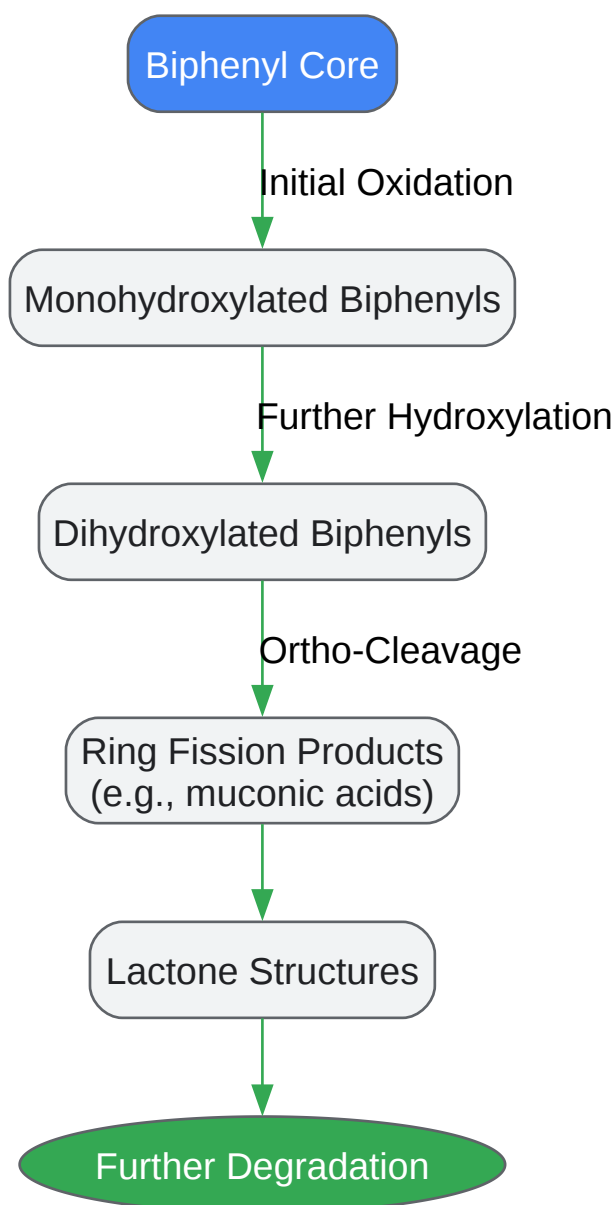 Biphenyl Core
Initial Oxidation
Monohydroxylated Biphenyls
Further Hydroxylation
Dihydroxylated Biphenyls
Ortho-Cleavage
Ring Fission Products
(e.g., muconic acids)
Lactone Structures
Further Degradation